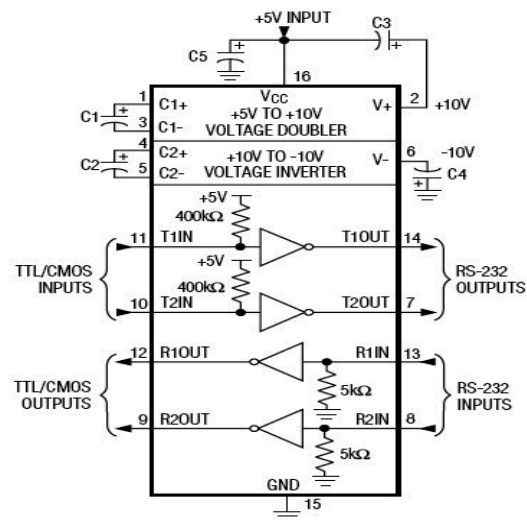 +5V INPUT
C3
+
C5
+
16
VCC
1
C1+
C1
+
+5V TO +10V
VOLTAGE DOUBLER
3
C1-
V+
2
+10V
4
C2+
C2
+
+10V TO -10V
VOLTAGE INVERTER
5
C2-
V-
6
-10V
C4
+
+5V
400kΩ
11
T1IN
T1OUT
14
TTL/CMOS
INPUTS
+5V
400kΩ
RS-232
OUTPUTS
10
T2IN
T2OUT
7
12
R1OUT
R1IN
13
TTL/CMOS
OUTPUTS
5kΩ
RS-232
INPUTS
9
R2OUT
R2IN
8
5kΩ
GND
15